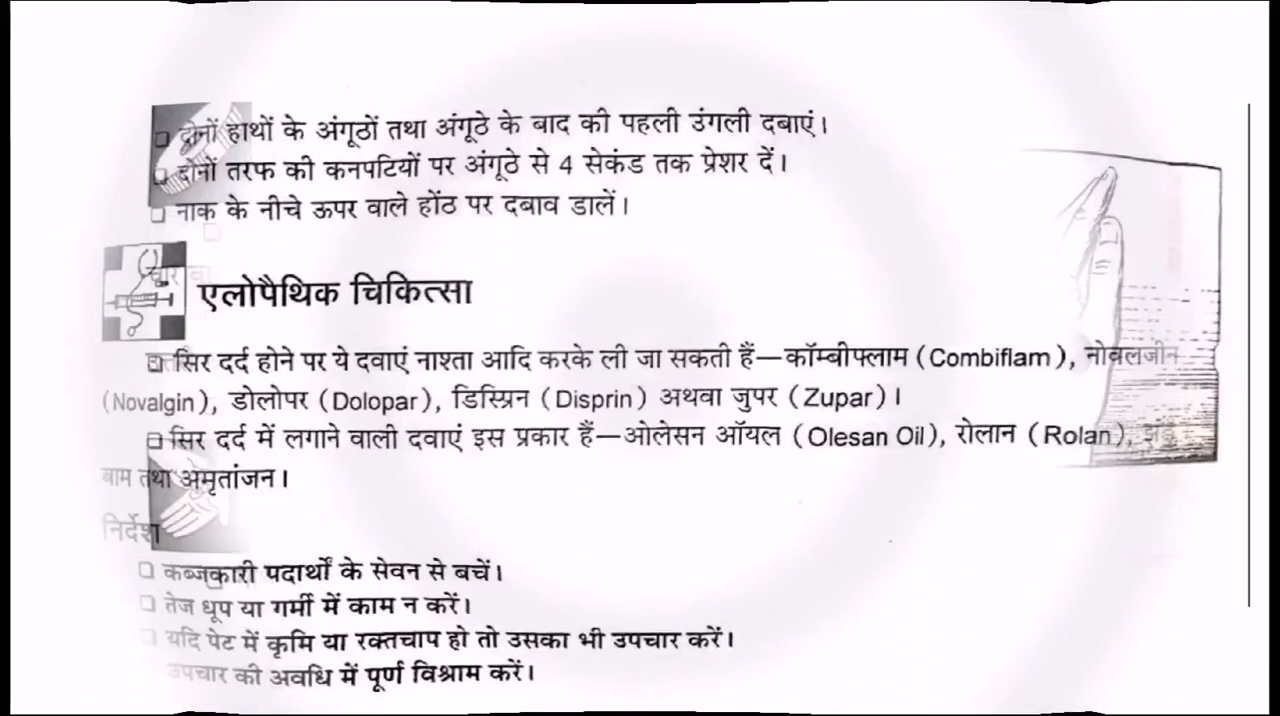 ❑ दोनों हाथों के अंगूठों तथा अंगूठे के बाद की पहली उंगली दबाएं।
❑ दोनों तरफ की कनपटियों पर अंगूठे से 4 सेकंड तक प्रेशर दें।
❑ नाक के नीचे ऊपर वाले होंठ पर दबाव डालें।
एलोपैथिक चिकित्सा
❑ सिर दर्द होने पर ये दवाएं नाश्ता आदि करके ली जा सकती हैं—कॉम्बीफ्लाम (Combiflam), नोवलजीन
(Novalgin), डोलोपर (Dolopar), डिस्प्रिन (Disprin) अथवा जुपर (Zupar)।
❑ सिर दर्द में लगाने वाली दवाएं इस प्रकार हैं—ओलेसन ऑयल (Olesan Oil), रोलान (Rolan),
बाम तथा अमृतांजन।
निर्देश
❑ कब्जकारी पदार्थों के सेवन से बचें।
❑ तेज धूप या गर्मी में काम न करें।
❑ यदि पेट में कृमि या रक्तचाप हो तो उसका भी उपचार करें।
उपचार की अवधि में पूर्ण विश्राम करें।